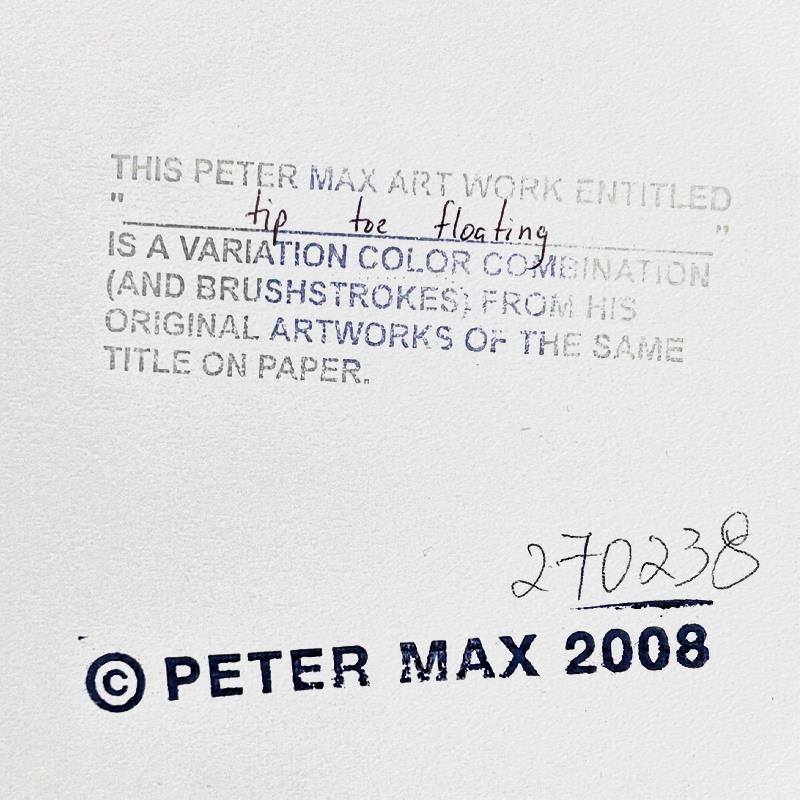 THIS PETER MAX ART WORK ENTITLED
" tip toe floating "
IS A VARIATION COLOR COMBINATION
(AND BRUSHSTROKES) FROM HIS
ORIGINAL ARTWORKS OF THE SAME
TITLE ON PAPER.
270238
© PETER MAX 2008